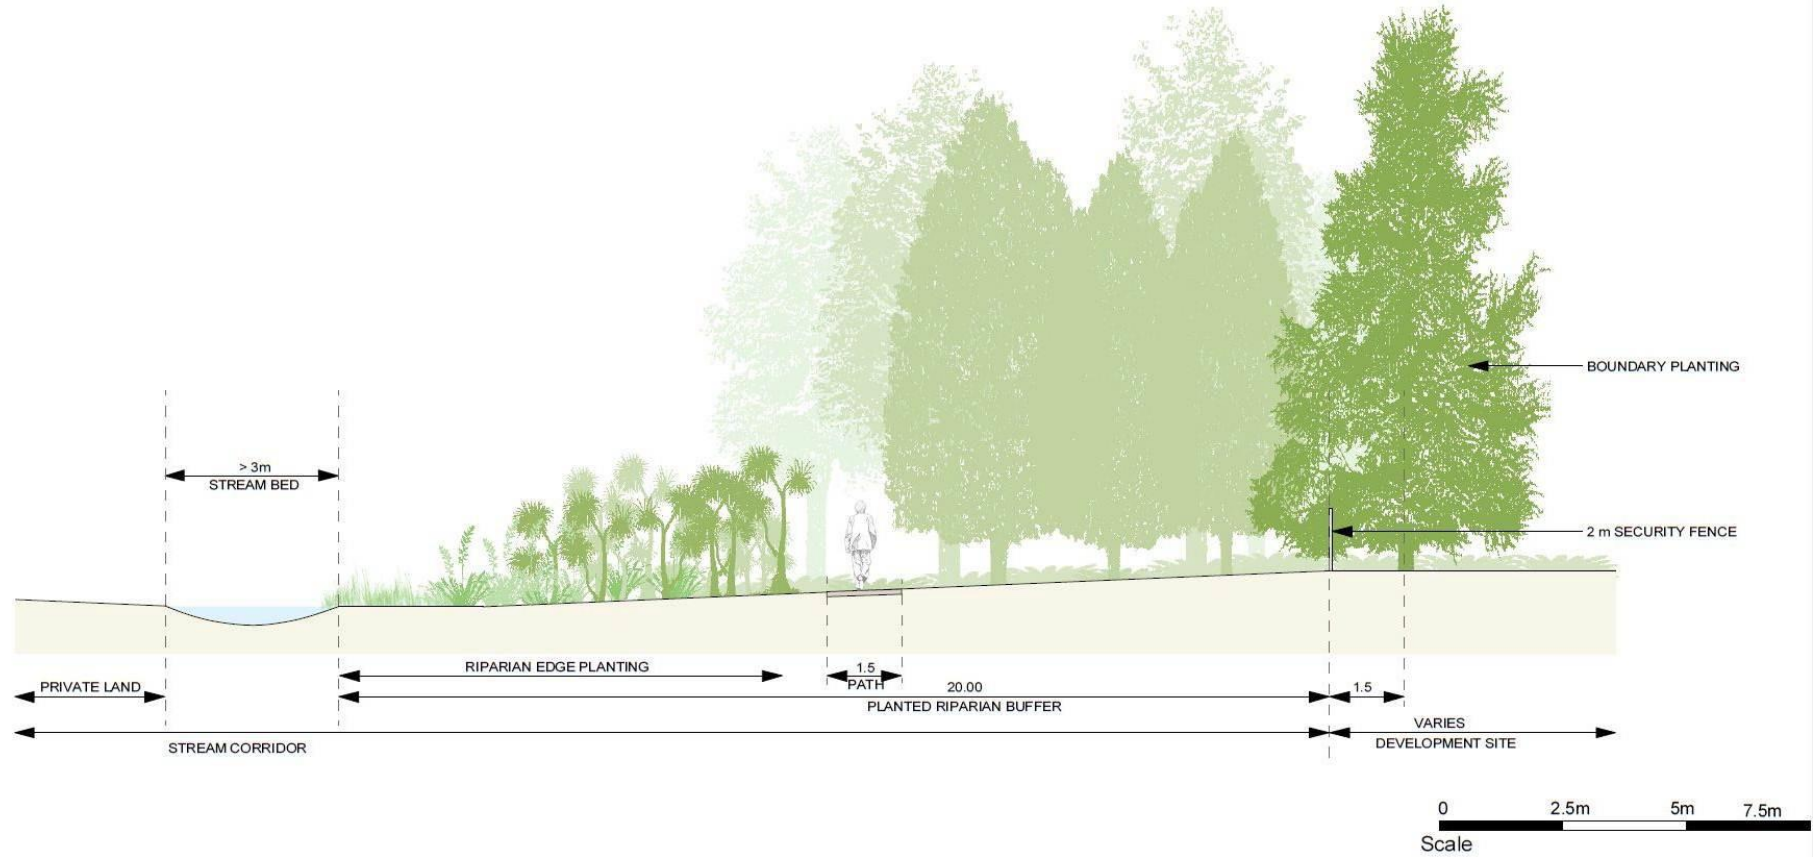 BOUNDARY PLANTING
> 3m
STREAM BED
2 m SECURITY FENCE
RIPARIAN EDGE PLANTING
1.5
PATH
PRIVATE LAND
20.00
PLANTED RIPARIAN BUFFER
1.5
STREAM CORRIDOR
VARIES
DEVELOPMENT SITE
0 2.5m 5m 7.5m
Scale